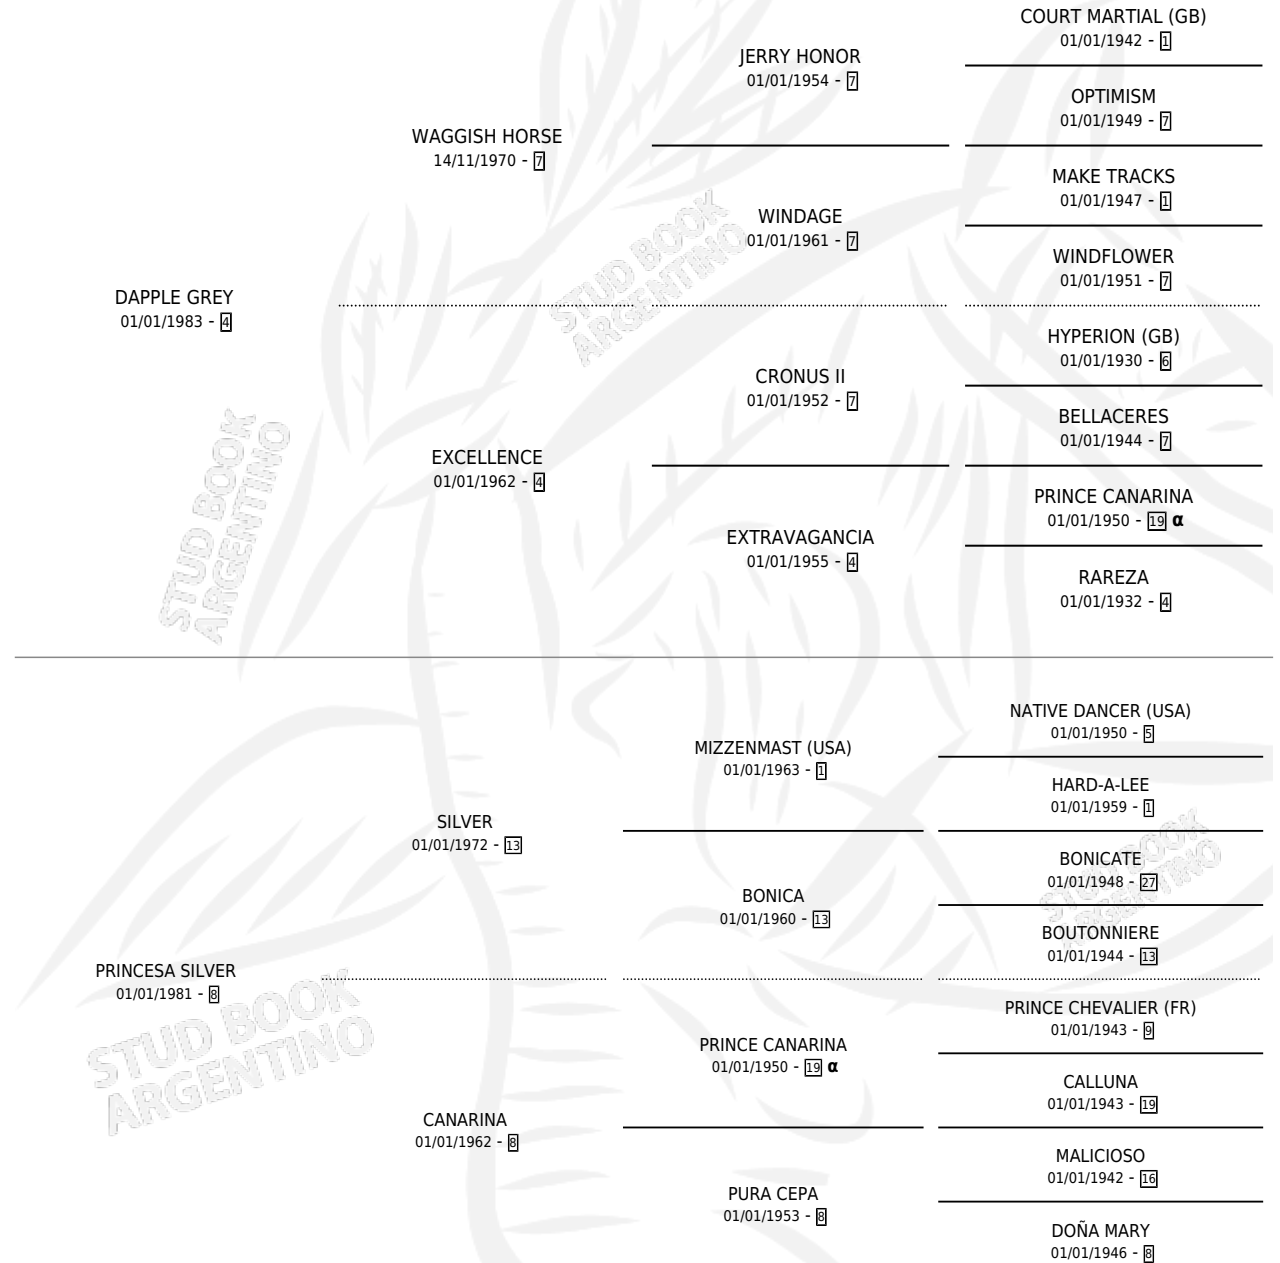 COURT MARTIAL (GB)
01/01/1942 - 1
JERRY HONOR
01/01/1954 - 7
OPTIMISM
01/01/1949 - 7
WAGGISH HORSE
14/11/1970 - 7
MAKE TRACKS
01/01/1947 - 1
WINDAGE
01/01/1961 - 7
WINDFLOWER
01/01/1951 - 7
DAPPLE GREY
01/01/1983 - 4
HYPERION (GB)
01/01/1930 - 6
CRONUS II
01/01/1952 - 7
BELLACERES
01/01/1944 - 7
EXCELLENCE
01/01/1962 - 4
PRINCE CANARINA
01/01/1950 - 19 α
EXTRAVAGANCIA
01/01/1955 - 4
RAREZA
01/01/1932 - 4
STUD BOOK
ARGENTINO
STUD BOOK
ARGENTINO
NATIVE DANCER (USA)
01/01/1950 - 5
MIZZENMAST (USA)
01/01/1963 - 1
HARD-A-LEE
01/01/1959 - 1
SILVER
01/01/1972 - 13
BONICATE
01/01/1948 - 27
BONICA
01/01/1960 - 13
BOUTONNIERE
01/01/1944 - 13
STUD BOOK
ARGENTINO
PRINCESA SILVER
01/01/1981 - 8
PRINCE CHEVALIER (FR)
01/01/1943 - 9
PRINCE CANARINA
01/01/1950 - 19 α
CALLUNA
01/01/1943 - 19
CANARINA
01/01/1962 - 8
MALICIOSO
01/01/1942 - 16
PURA CEPA
01/01/1953 - 8
DOÑA MARY
01/01/1946 - 8
STUD BOOK
ARGENTINO